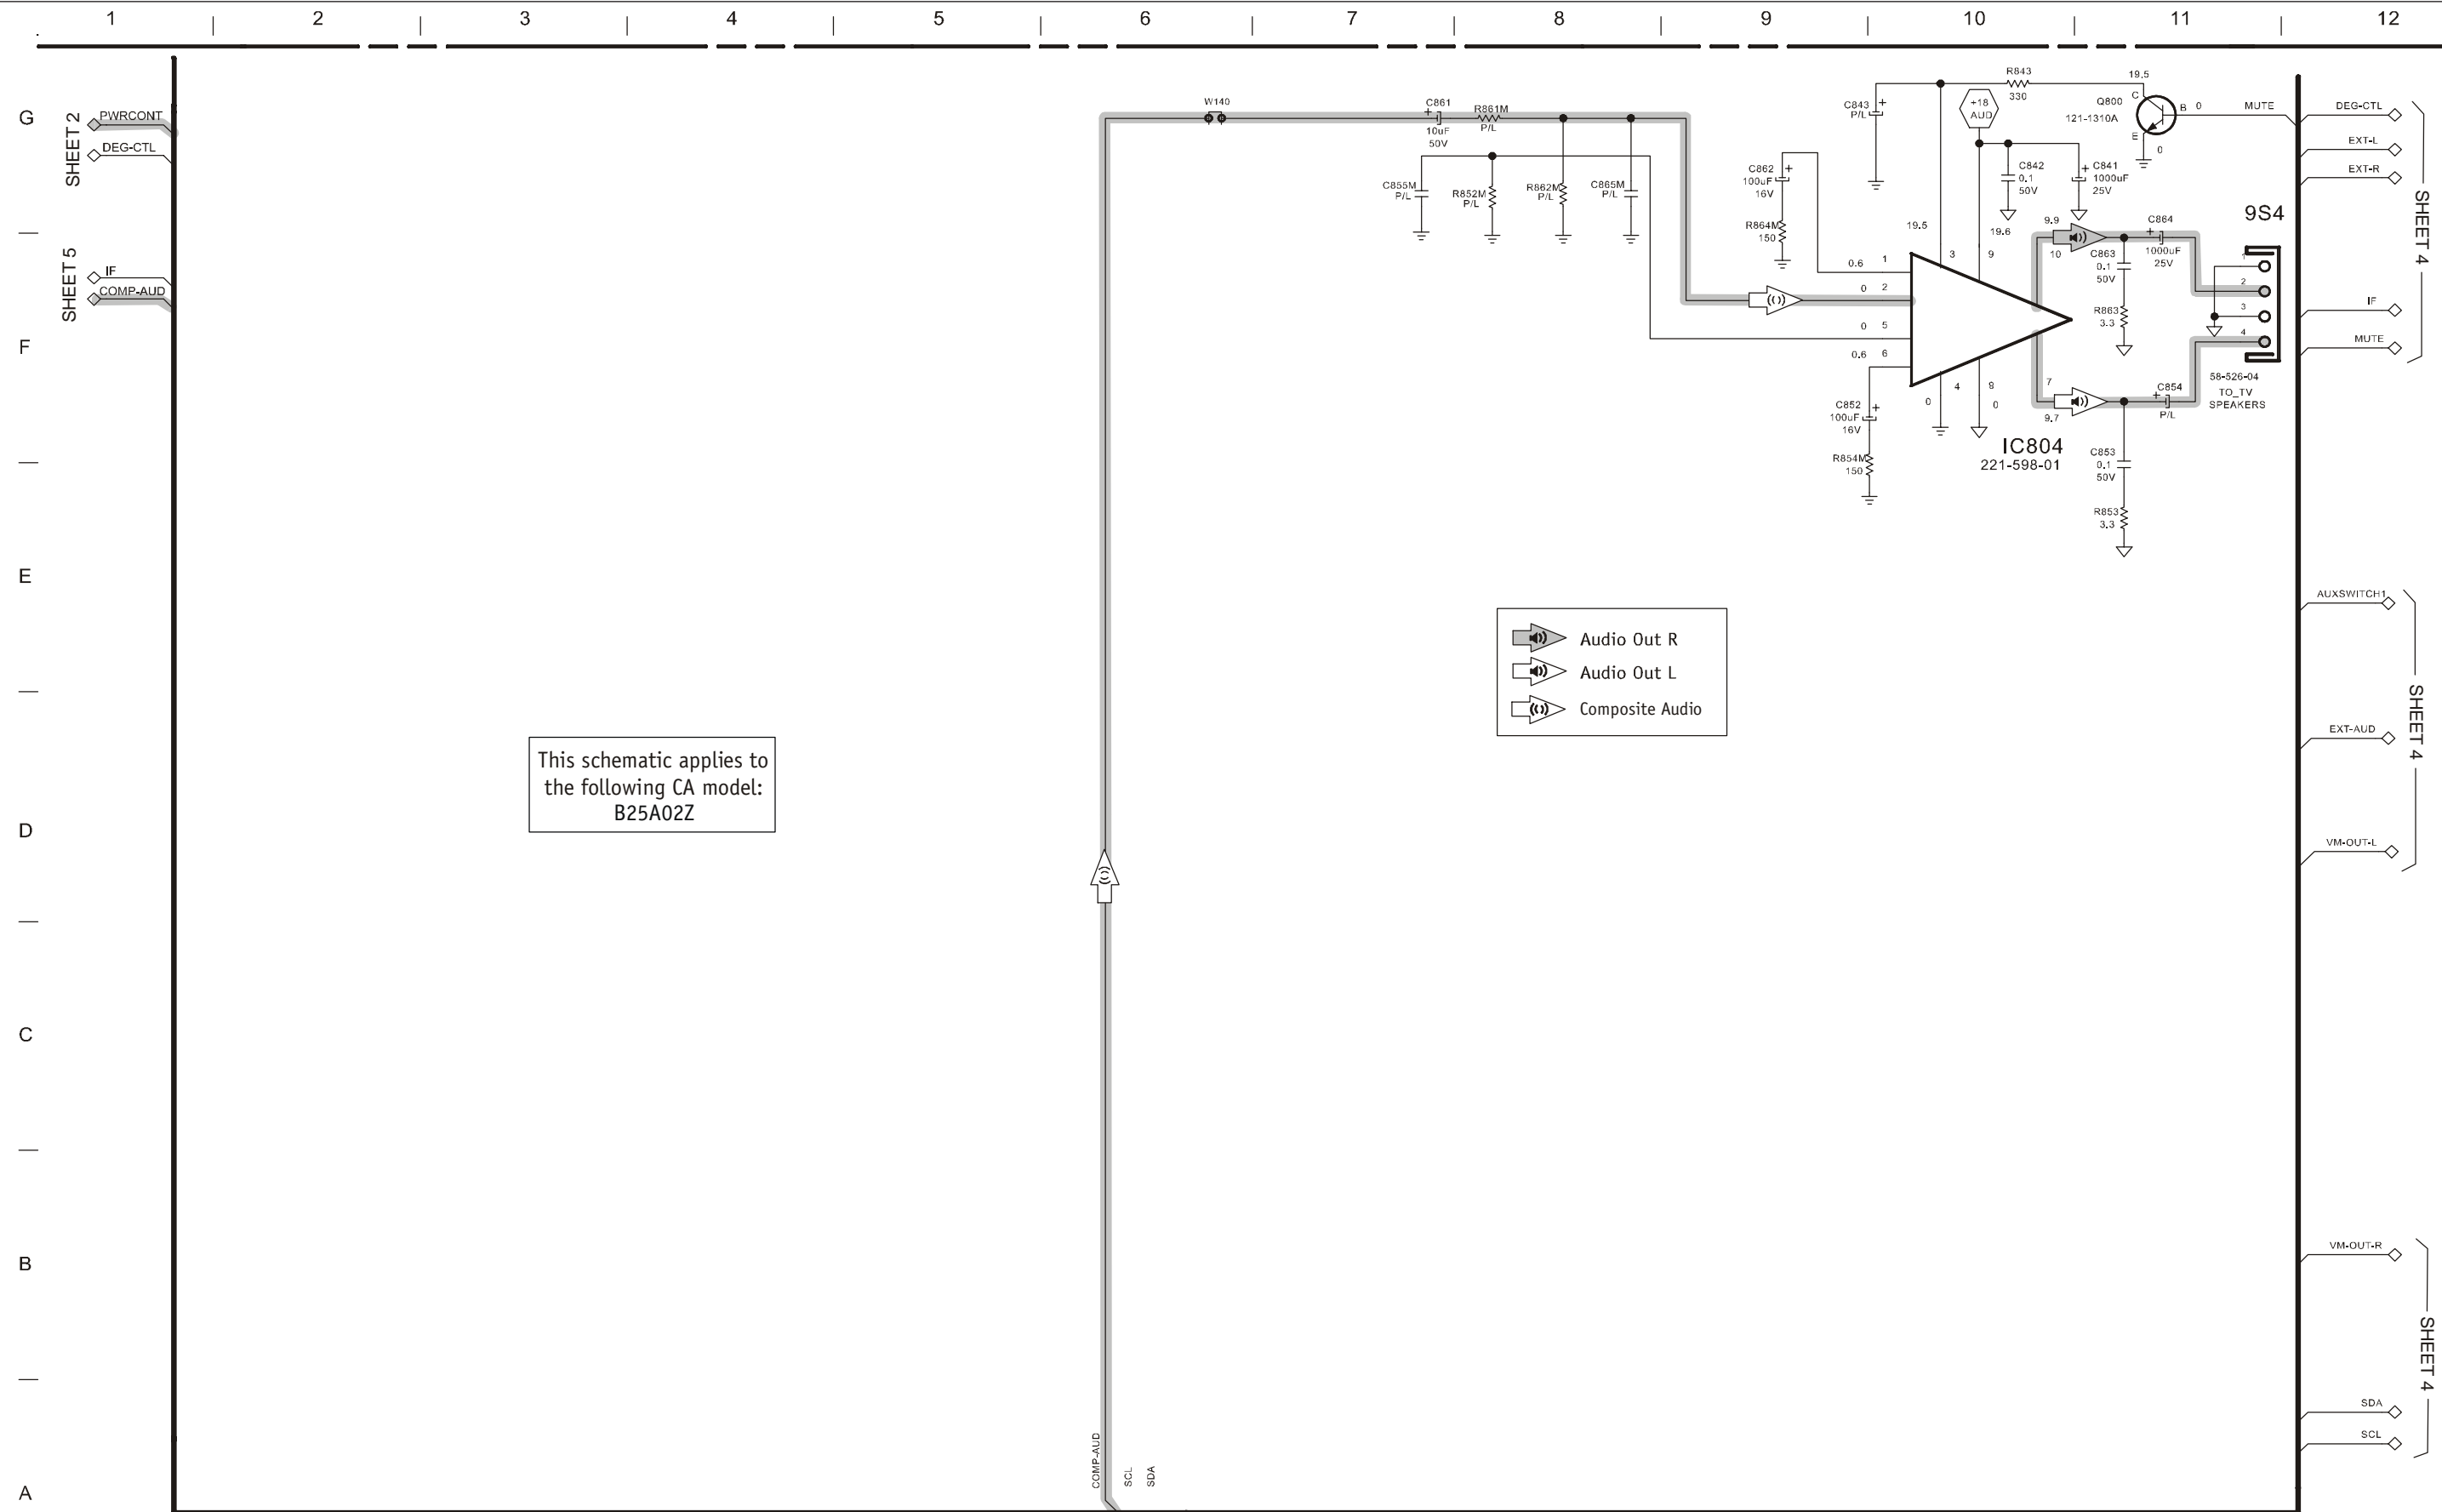 1 2 3 4 5 6 7 8 9 10 11 12
G
SHEET 2
PWRCONT
DEG-CTL
SHEET 5
IF
COMP-AUD
F
E
D
C
B
A
W140
C861
+
10uF
50V
R861M
P/L
C855M
P/L
R852M
P/L
R862M
P/L
C865M
P/L
C862
+
100uF
16V
R864M
150
C843
+
P/L
R843
330
+18
AUD
19.5
C
Q800
121-1310A
B 0
E
0
MUTE
C842
0.1
50V
+ C841
1000uF
25V
19.5
19.6
3
9
0.6 1
0 2
0 5
0.6 6
C852
+
100uF
16V
R854M
150
4
0
8
0
IC804
221-598-01
9.9
10
C864
+
1000uF
25V
C863
0.1
50V
R863
3.3
7
9.7
C854
+
P/L
C853
0.1
50V
R853
3.3
9S4
1
2
3
4
58-526-04
TO_TV
SPEAKERS
DEG-CTL
EXT-L
EXT-R
IF
MUTE
SHEET 4
AUXSWITCH1
EXT-AUD
VM-OUT-L
SHEET 4
VM-OUT-R
SDA
SCL
SHEET 4
Audio Out R
Audio Out L
Composite Audio
This schematic applies to
the following CA model:
B25A02Z
COMP-AUD
SCL
SDA